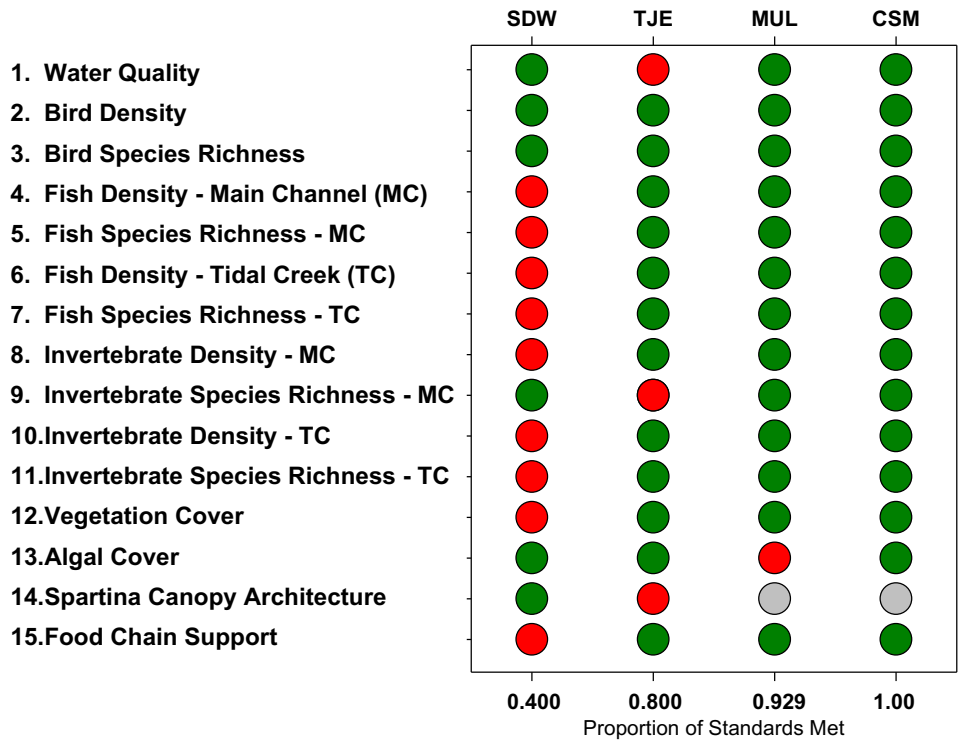 SDW TJE MUL CSM
1. Water Quality
2. Bird Density
3. Bird Species Richness
4. Fish Density - Main Channel (MC)
5. Fish Species Richness - MC
6. Fish Density - Tidal Creek (TC)
7. Fish Species Richness - TC
8. Invertebrate Density - MC
9. Invertebrate Species Richness - MC
10.Invertebrate Density - TC
11.Invertebrate Species Richness - TC
12.Vegetation Cover
13.Algal Cover
14.Spartina Canopy Architecture
15.Food Chain Support
0.400 0.800 0.929 1.00
Proportion of Standards Met